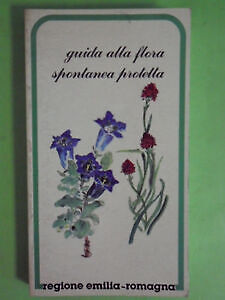 guida alla flora
spontanea protetta
regione emilia-romagna